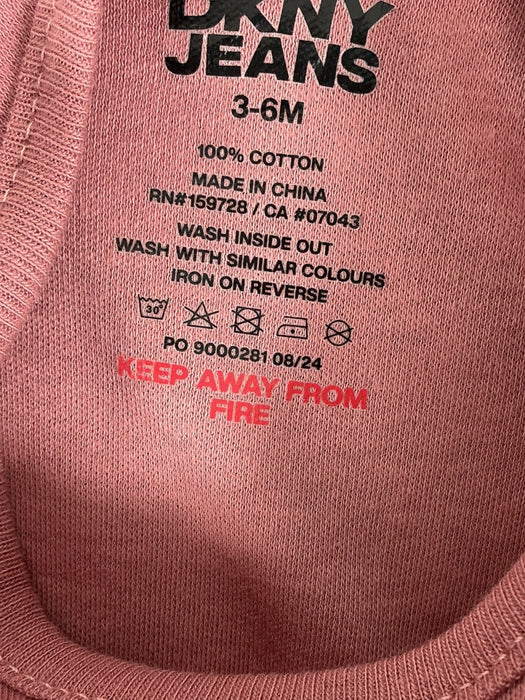 DKNY
JEANS
3-6M
100% COTTON
MADE IN CHINA
RN#159728 / CA #07043
WASH INSIDE OUT
WASH WITH SIMILAR COLOURS
IRON ON REVERSE
30°
PO 9000281 08/24
KEEP AWAY FROM
FIRE